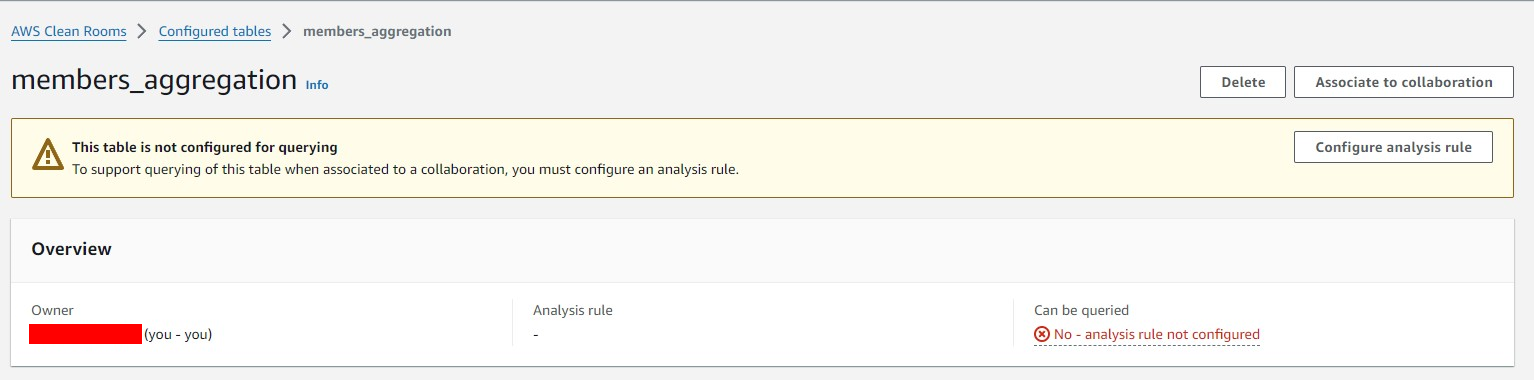 AWS Clean Rooms > Configured tables > members_aggregation
members_aggregation Info
Delete
Associate to collaboration
This table is not configured for querying
To support querying of this table when associated to a collaboration, you must configure an analysis rule.
Configure analysis rule
Overview
Owner
(you - you)
Analysis rule
-
Can be queried
No - analysis rule not configured